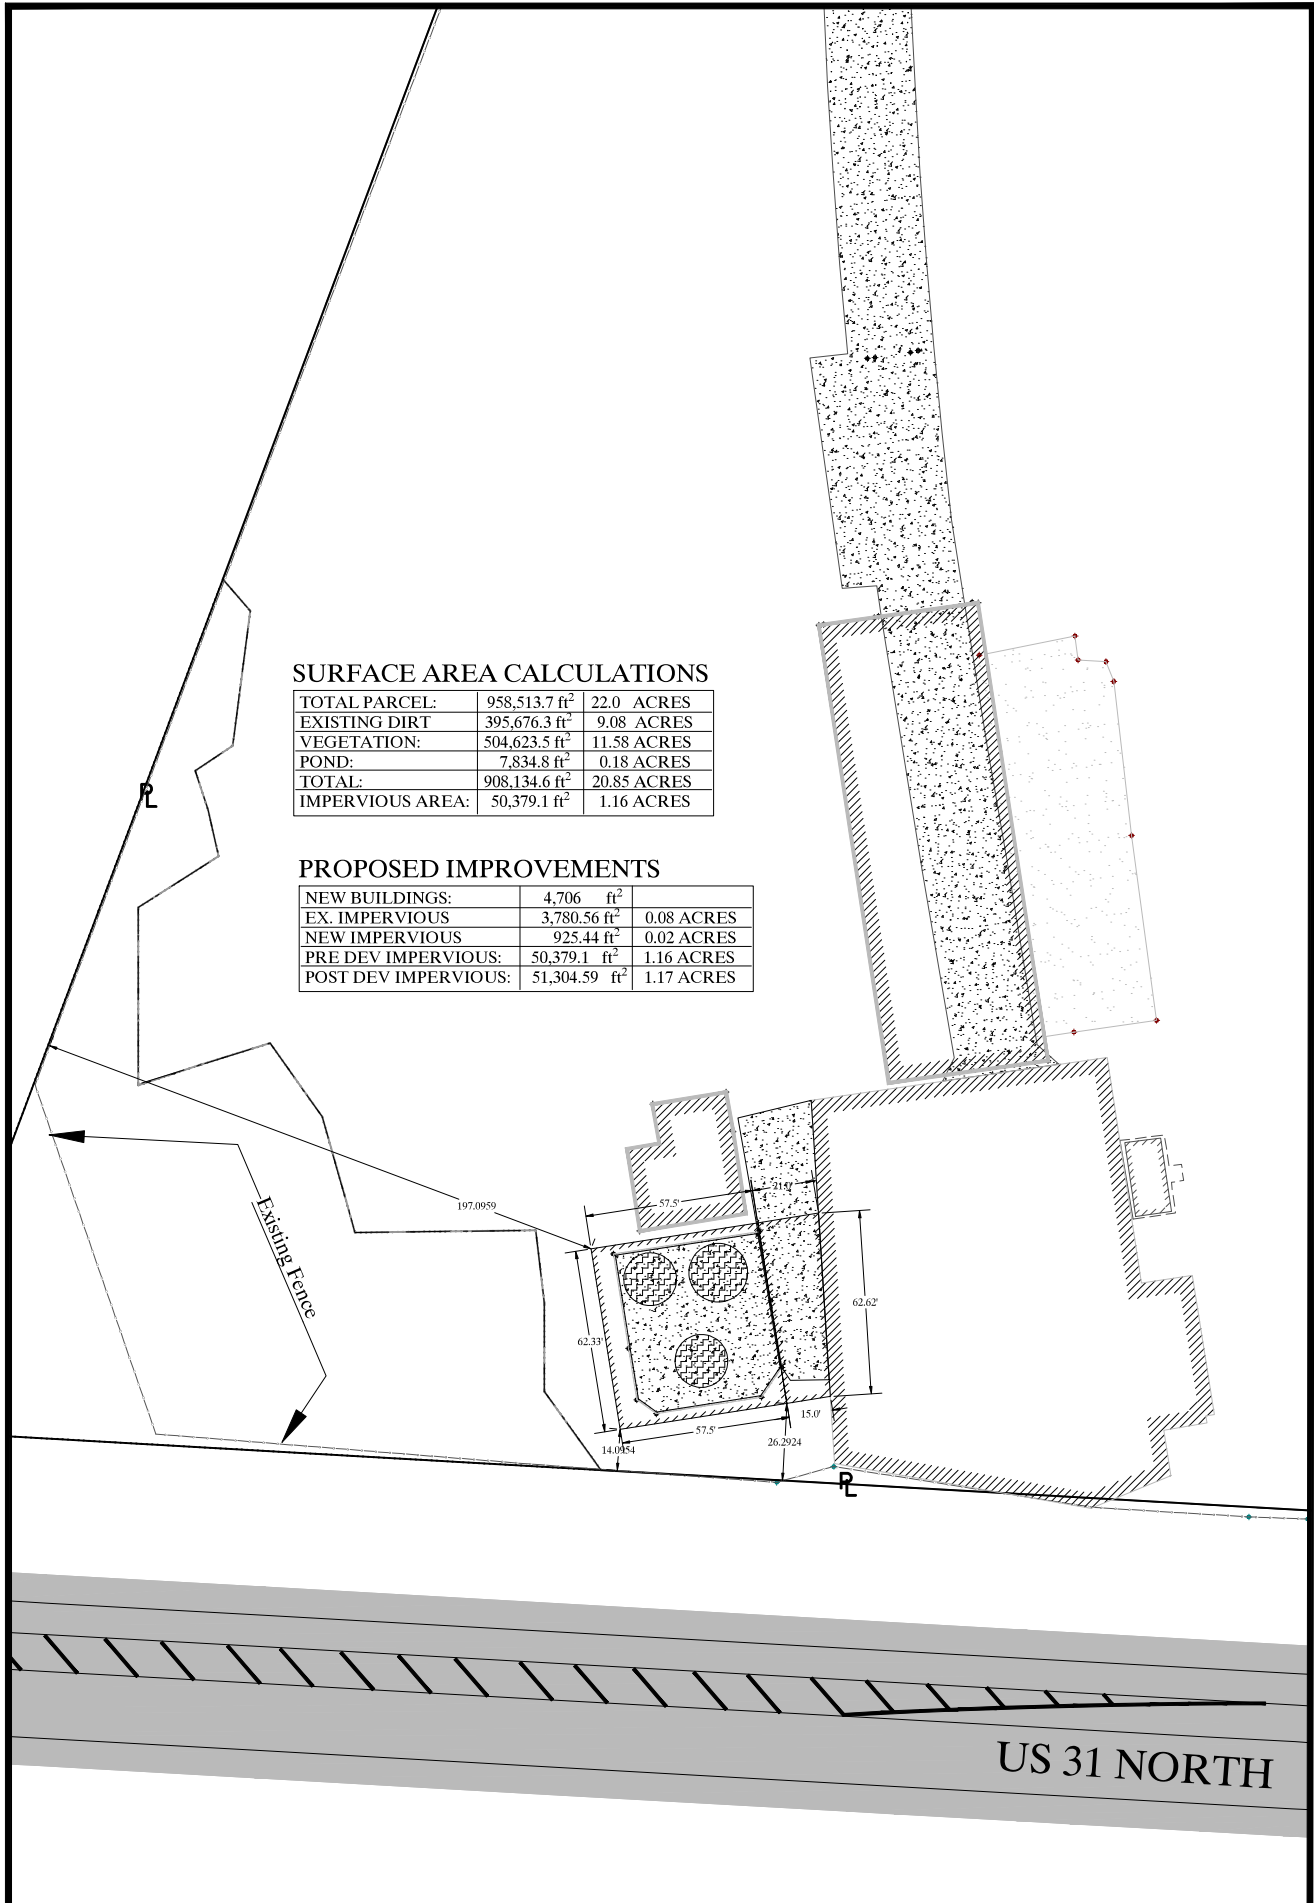 SURFACE AREA CALCULATIONS
TOTAL PARCEL: 958,513.7 ft² 22.0 ACRES
EXISTING DIRT 395,676.3 ft² 9.08 ACRES
VEGETATION: 504,623.5 ft² 11.58 ACRES
POND: 7,834.8 ft² 0.18 ACRES
TOTAL: 908,134.6 ft² 20.85 ACRES
IMPERVIOUS AREA: 50,379.1 ft² 1.16 ACRES
PL
PROPOSED IMPROVEMENTS
NEW BUILDINGS: 4,706 ft²
EX. IMPERVIOUS 3,780.56 ft² 0.08 ACRES
NEW IMPERVIOUS 925.44 ft² 0.02 ACRES
PRE DEV IMPERVIOUS: 50,379.1 ft² 1.16 ACRES
POST DEV IMPERVIOUS: 51,304.59 ft² 1.17 ACRES
197.0959
57.5'
Existing Fence
62.62'
62.33'
15.0'
57.5'
26.2924
14.0954
PL
US 31 NORTH